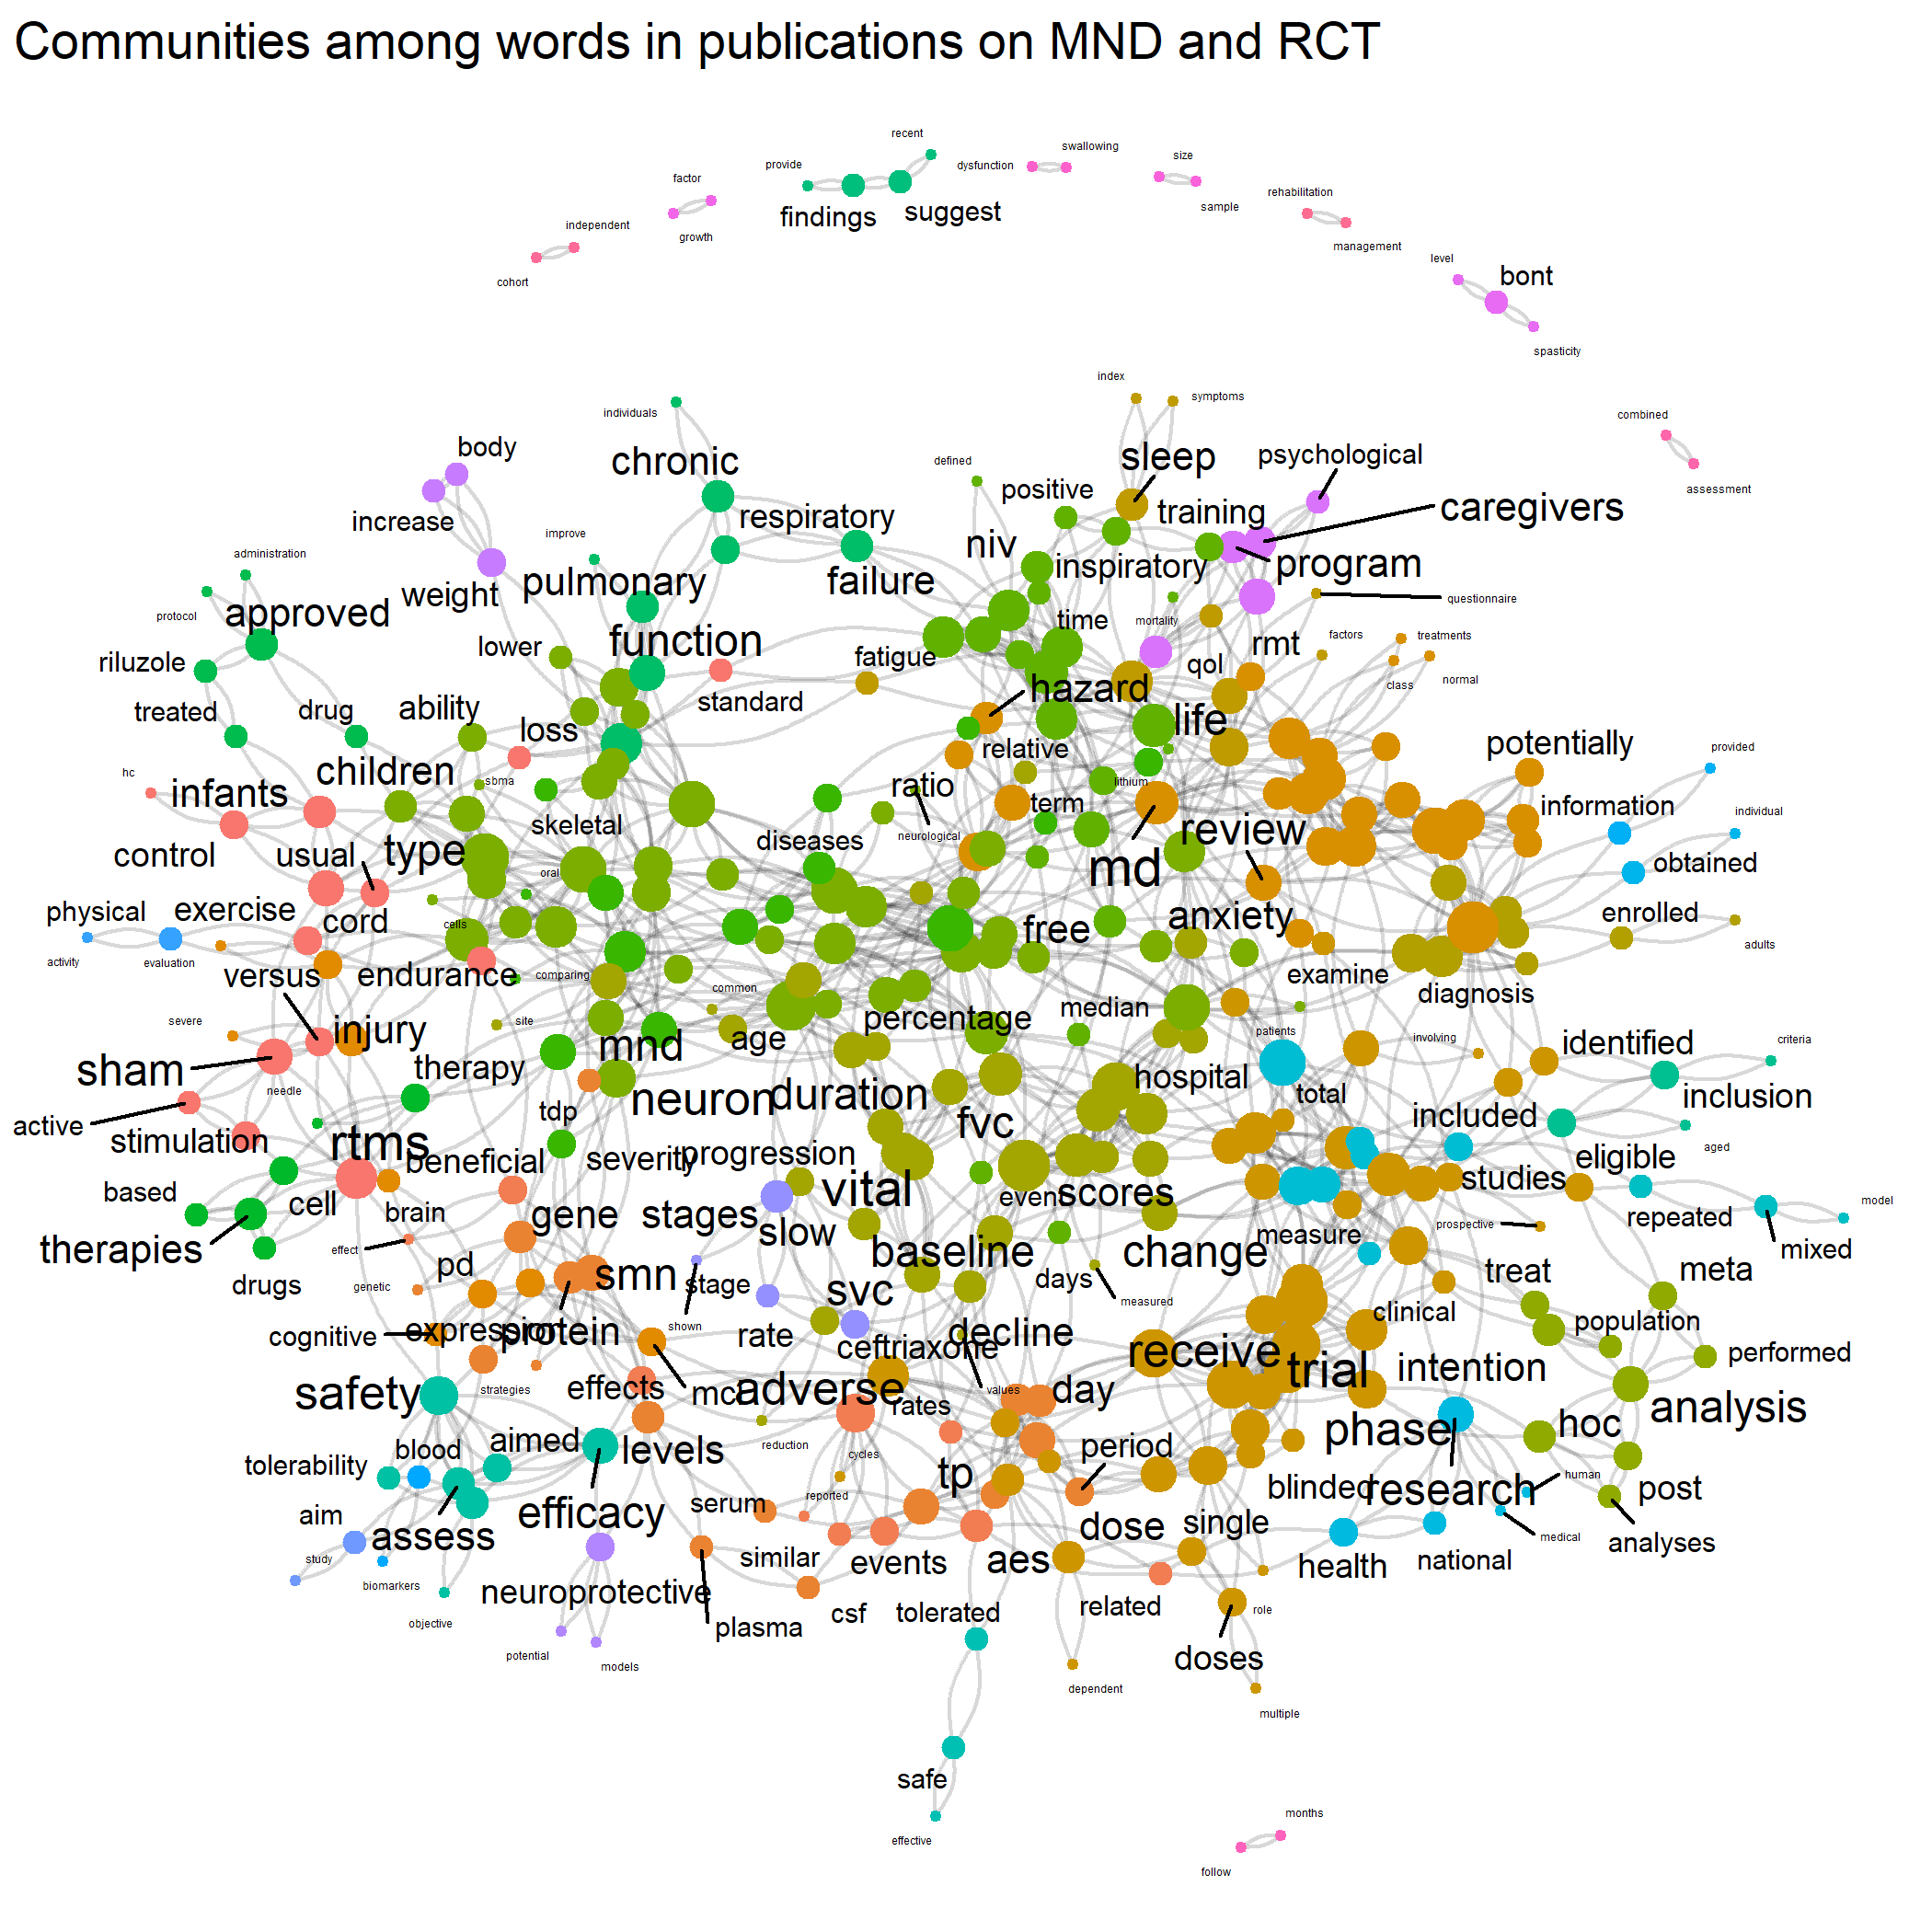 Communities among words in publications on MND and RCT
recent
provide
findings
suggest
dysfunction
swallowing
size
sample
factor
growth
independent
cohort
rehabilitation
management
level
bont
spasticity
combined
assessment
index
symptoms
individuals
chronic
body
increase
weight
improve
respiratory
pulmonary
failure
function
defined
positive
sleep
psychological
training
caregivers
niv
inspiratory
program
questionnaire
administration
protocol
approved
riluzole
treated
drug
lower
ability
loss
standard
fatigue
time
mortality
qol
rmt
factors
treatments
class
normal
hazard
life
relative
potentially
provided
hc
infants
children
sbma
skeletal
control
usual
type
diseases
ratio
neurological
term
lithium
review
md
information
individual
obtained
physical
exercise
cord
oral
cells
activity
evaluation
versus
endurance
comparing
common
free
anxiety
examine
enrolled
adults
diagnosis
severe
injury
site
age
percentage
median
patients
involving
sham
needle
therapy
mnd
active
stimulation
rtms
tdp
neuron
duration
fvc
hospital
total
identified
criteria
inclusion
included
aged
eligible
based
cell
beneficial
severity
progression
vital
even
scores
studies
therapies
brain
gene
stages
slow
effect
drugs
baseline
change
measure
prospective
repeated
model
mixed
genetic
pd
smn
stage
svc
days
measured
treat
meta
clinical
cognitive
expression
protein
shown
rate
ceftriaxone
decline
receive
trial
population
performed
intention
safety
strategies
effects
adverse
rates
values
day
analysis
phase
hoc
reduction
cycles
tolerability
blood
aimed
levels
tp
period
blinded
research
human
post
aim
assess
efficacy
serum
reported
dose
single
medical
analyses
study
biomarkers
similar
events
aes
health
national
objective
neuroprotective
plasma
csf
tolerated
related
role
potential
models
doses
dependent
multiple
safe
effective
months
follow